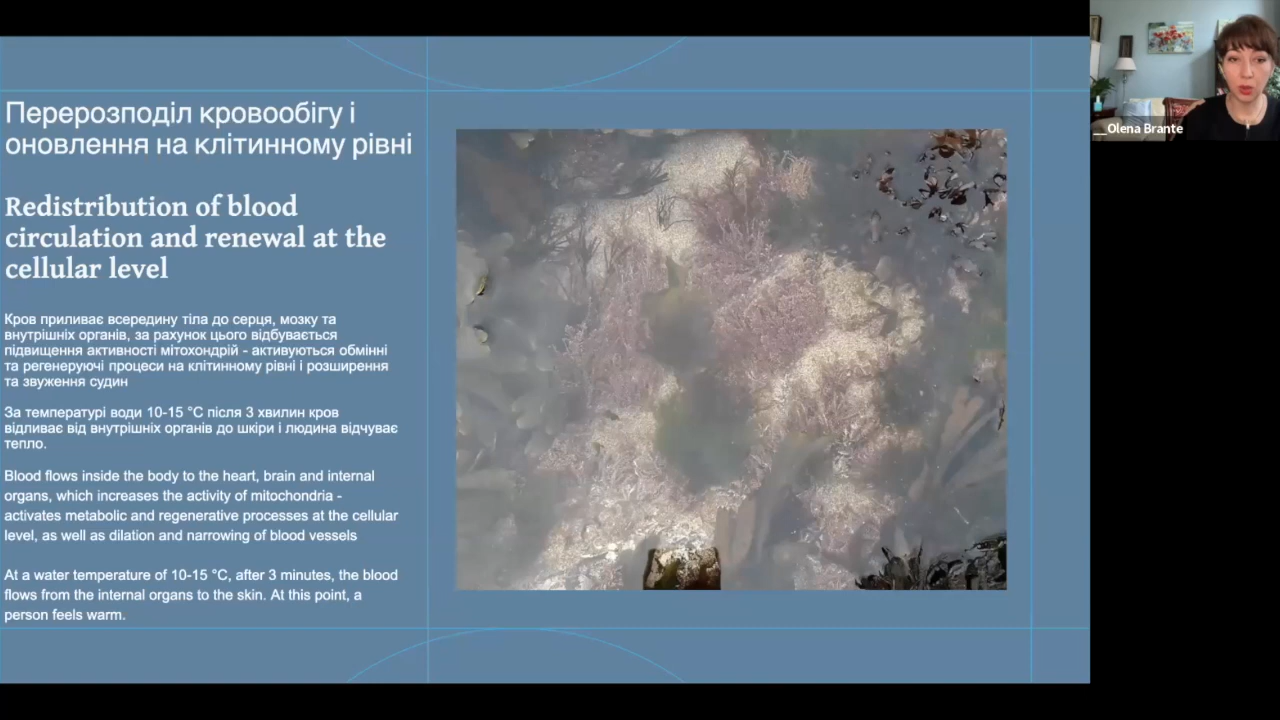 Перерозподіл кровообігу і
оновлення на клітинному рівні
Redistribution of blood
circulation and renewal at the
cellular level
Кров приливає всередину тіла до серця, мозку та
внутрішніх органів, за рахунок цього відбувається
підвищення активності мітохондрій - активуються обмінні
та регенеруючі процеси на клітинному рівні і розширення
та звуження судин
За температурі води 10-15 °C після 3 хвилин кров
відливає від внутрішніх органів до шкіри і людина відчуває
тепло.
Blood flows inside the body to the heart, brain and internal
organs, which increases the activity of mitochondria -
activates metabolic and regenerative processes at the cellular
level, as well as dilation and narrowing of blood vessels
At a water temperature of 10-15 °C, after 3 minutes, the blood
flows from the internal organs to the skin. At this point, a
person feels warm.
__Olena Brante